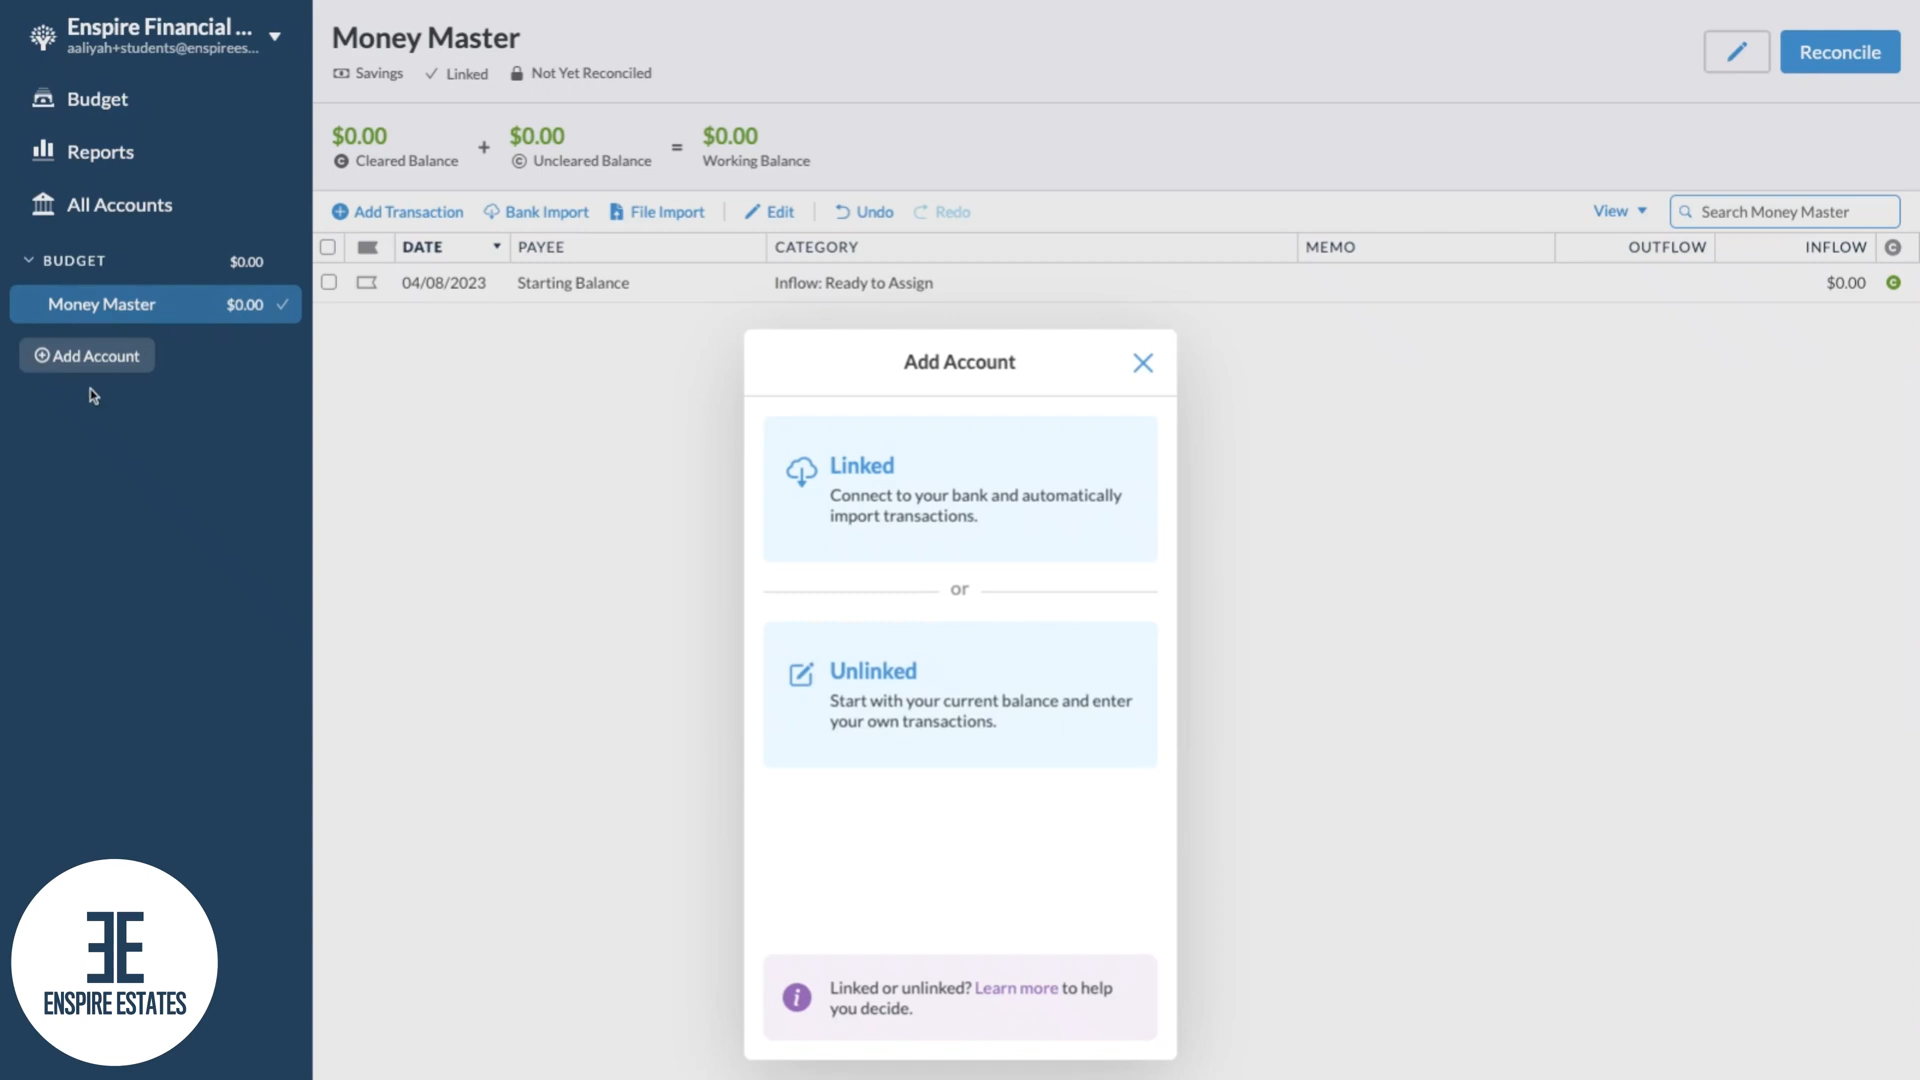 Enspire Financial ...
aaliyah+students@enspirees...
Budget
Reports
All Accounts
BUDGET $0.00
Money Master $0.00
Add Account
ENSPIRE ESTATES
Money Master
Savings Linked Not Yet Reconciled
Reconcile
$0.00 + $0.00 = $0.00
Cleared Balance Uncleared Balance Working Balance
Add Transaction Bank Import File Import Edit Undo Redo View Search Money Master
DATE PAYEE CATEGORY MEMO OUTFLOW INFLOW
04/08/2023 Starting Balance Inflow: Ready to Assign $0.00
Add Account
Linked
Connect to your bank and automatically
import transactions.
or
Unlinked
Start with your current balance and enter
your own transactions.
Linked or unlinked? Learn more to help
you decide.